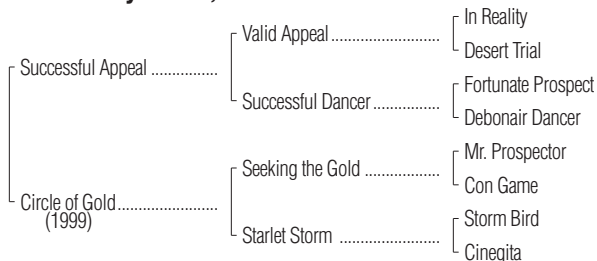 In Reality
Valid Appeal
Desert Trial
Successful Appeal
Fortunate Prospect
Successful Dancer
Debonair Dancer
Mr. Prospector
Seeking the Gold
Con Game
Circle of Gold
(1999)
Storm Bird
Starlet Storm
Cinegita